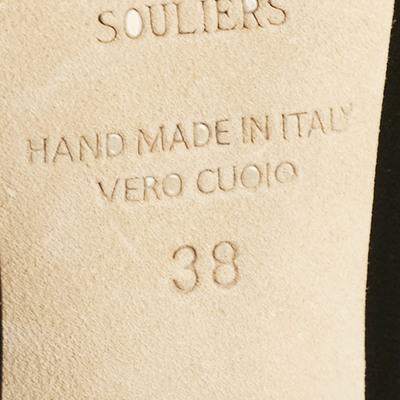 SOULIERS
HAND MADE IN ITALY
VERO CUOIO
38